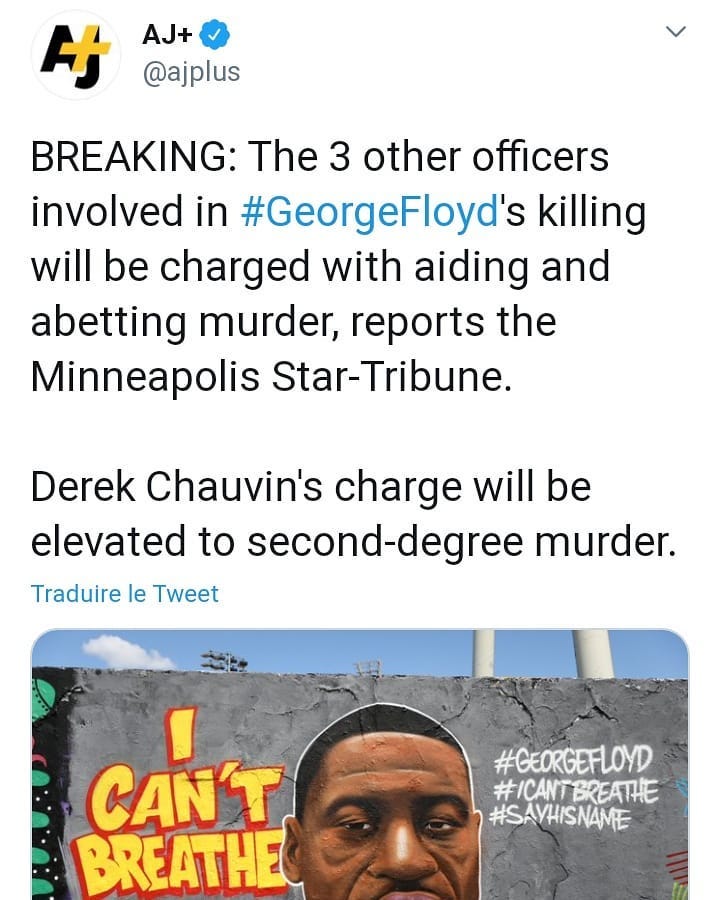 AJ+
@ajplus
BREAKING: The 3 other officers
involved in #GeorgeFloyd's killing
will be charged with aiding and
abetting murder, reports the
Minneapolis Star-Tribune.
Derek Chauvin's charge will be
elevated to second-degree murder.
Traduire le Tweet
I
CAN'T
BREATHE
#GEORGEFLOYD
#ICANTBREATHE
#SAYHISNAME